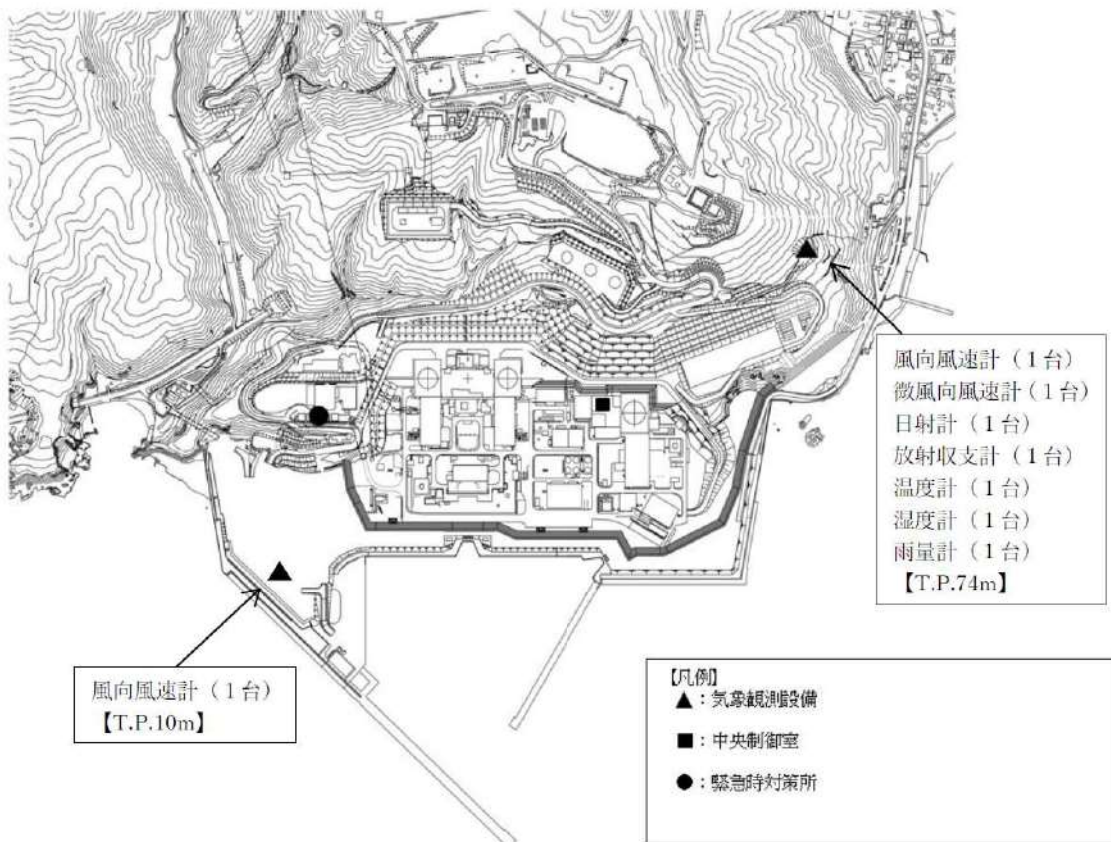 風向風速計(1台)
微風向風速計(1台)
日射計(1台)
放射収支計(1台)
温度計(1台)
湿度計(1台)
雨量計(1台)
【T.P.74m】
風向風速計(1台)
【T.P.10m】
【凡例】
▲:気象観測設備
■:中央制御室
●:緊急時対策所